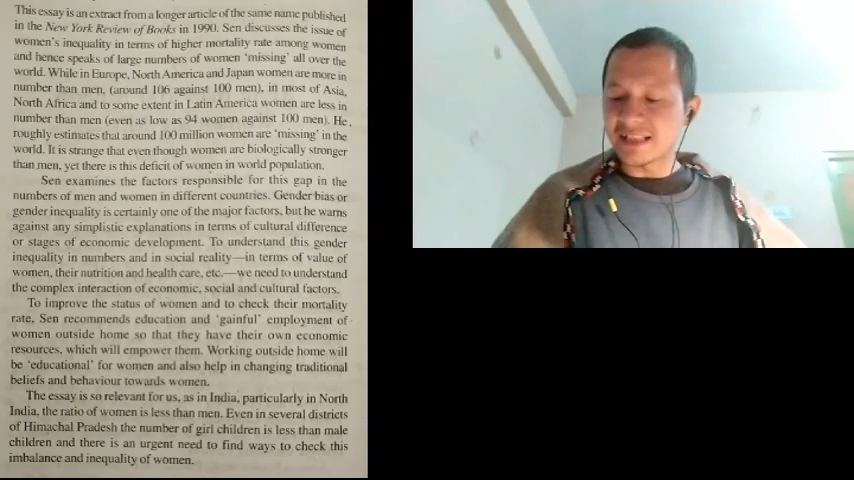 This essay is an extract from a longer article of the same name published
in the New York Review of Books in 1990. Sen discusses the issue of
women's inequality in terms of higher mortality rate among women
and hence speaks of large numbers of women 'missing' all over the
world. While in Europe, North America and Japan women are more in
number than men, (around 106 against 100 men), in most of Asia,
North Africa and to some extent in Latin America women are less in
number than men (even as low as 94 women against 100 men). He
roughly estimates that around 100 million women are 'missing' in the
world. It is strange that even though women are biologically stronger
than men, yet there is this deficit of women in world population.
Sen examines the factors responsible for this gap in the
numbers of men and women in different countries. Gender bias or
gender inequality is certainly one of the major factors, but he warns
against any simplistic explanations in terms of cultural difference
or stages of economic development. To understand this gender
inequality in numbers and in social reality—in terms of value of
women, their nutrition and health care, etc.—we need to understand
the complex interaction of economic, social and cultural factors.
To improve the status of women and to check their mortality
rate, Sen recommends education and 'gainful' employment of
women outside home so that they have their own economic
resources, which will empower them. Working outside home will
be 'educational' for women and also help in changing traditional
beliefs and behaviour towards women.
The essay is so relevant for us, as in India, particularly in North
India, the ratio of women is less than men. Even in several districts
of Himachal Pradesh the number of girl children is less than male
children and there is an urgent need to find ways to check this
imbalance and inequality of women.